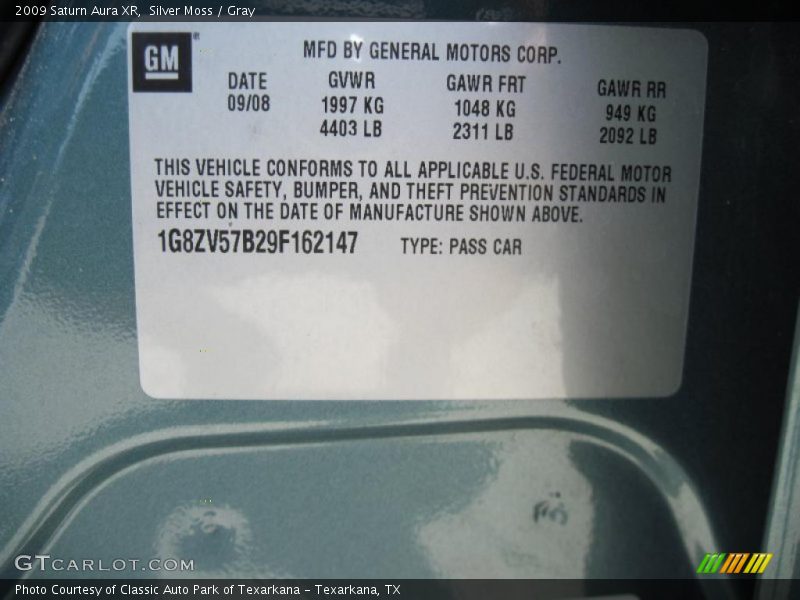 2009 Saturn Aura XR, Silver Moss / Gray
GM
MFD BY GENERAL MOTORS CORP.
DATE GVWR GAWR FRT GAWR RR
09/08 1997 KG 1048 KG 949 KG
4403 LB 2311 LB 2092 LB
THIS VEHICLE CONFORMS TO ALL APPLICABLE U.S. FEDERAL MOTOR
VEHICLE SAFETY, BUMPER, AND THEFT PREVENTION STANDARDS IN
EFFECT ON THE DATE OF MANUFACTURE SHOWN ABOVE.
1G8ZV57B29F162147 TYPE: PASS CAR
GTCARLOT.COM
Photo Courtesy of Classic Auto Park of Texarkana - Texarkana, TX